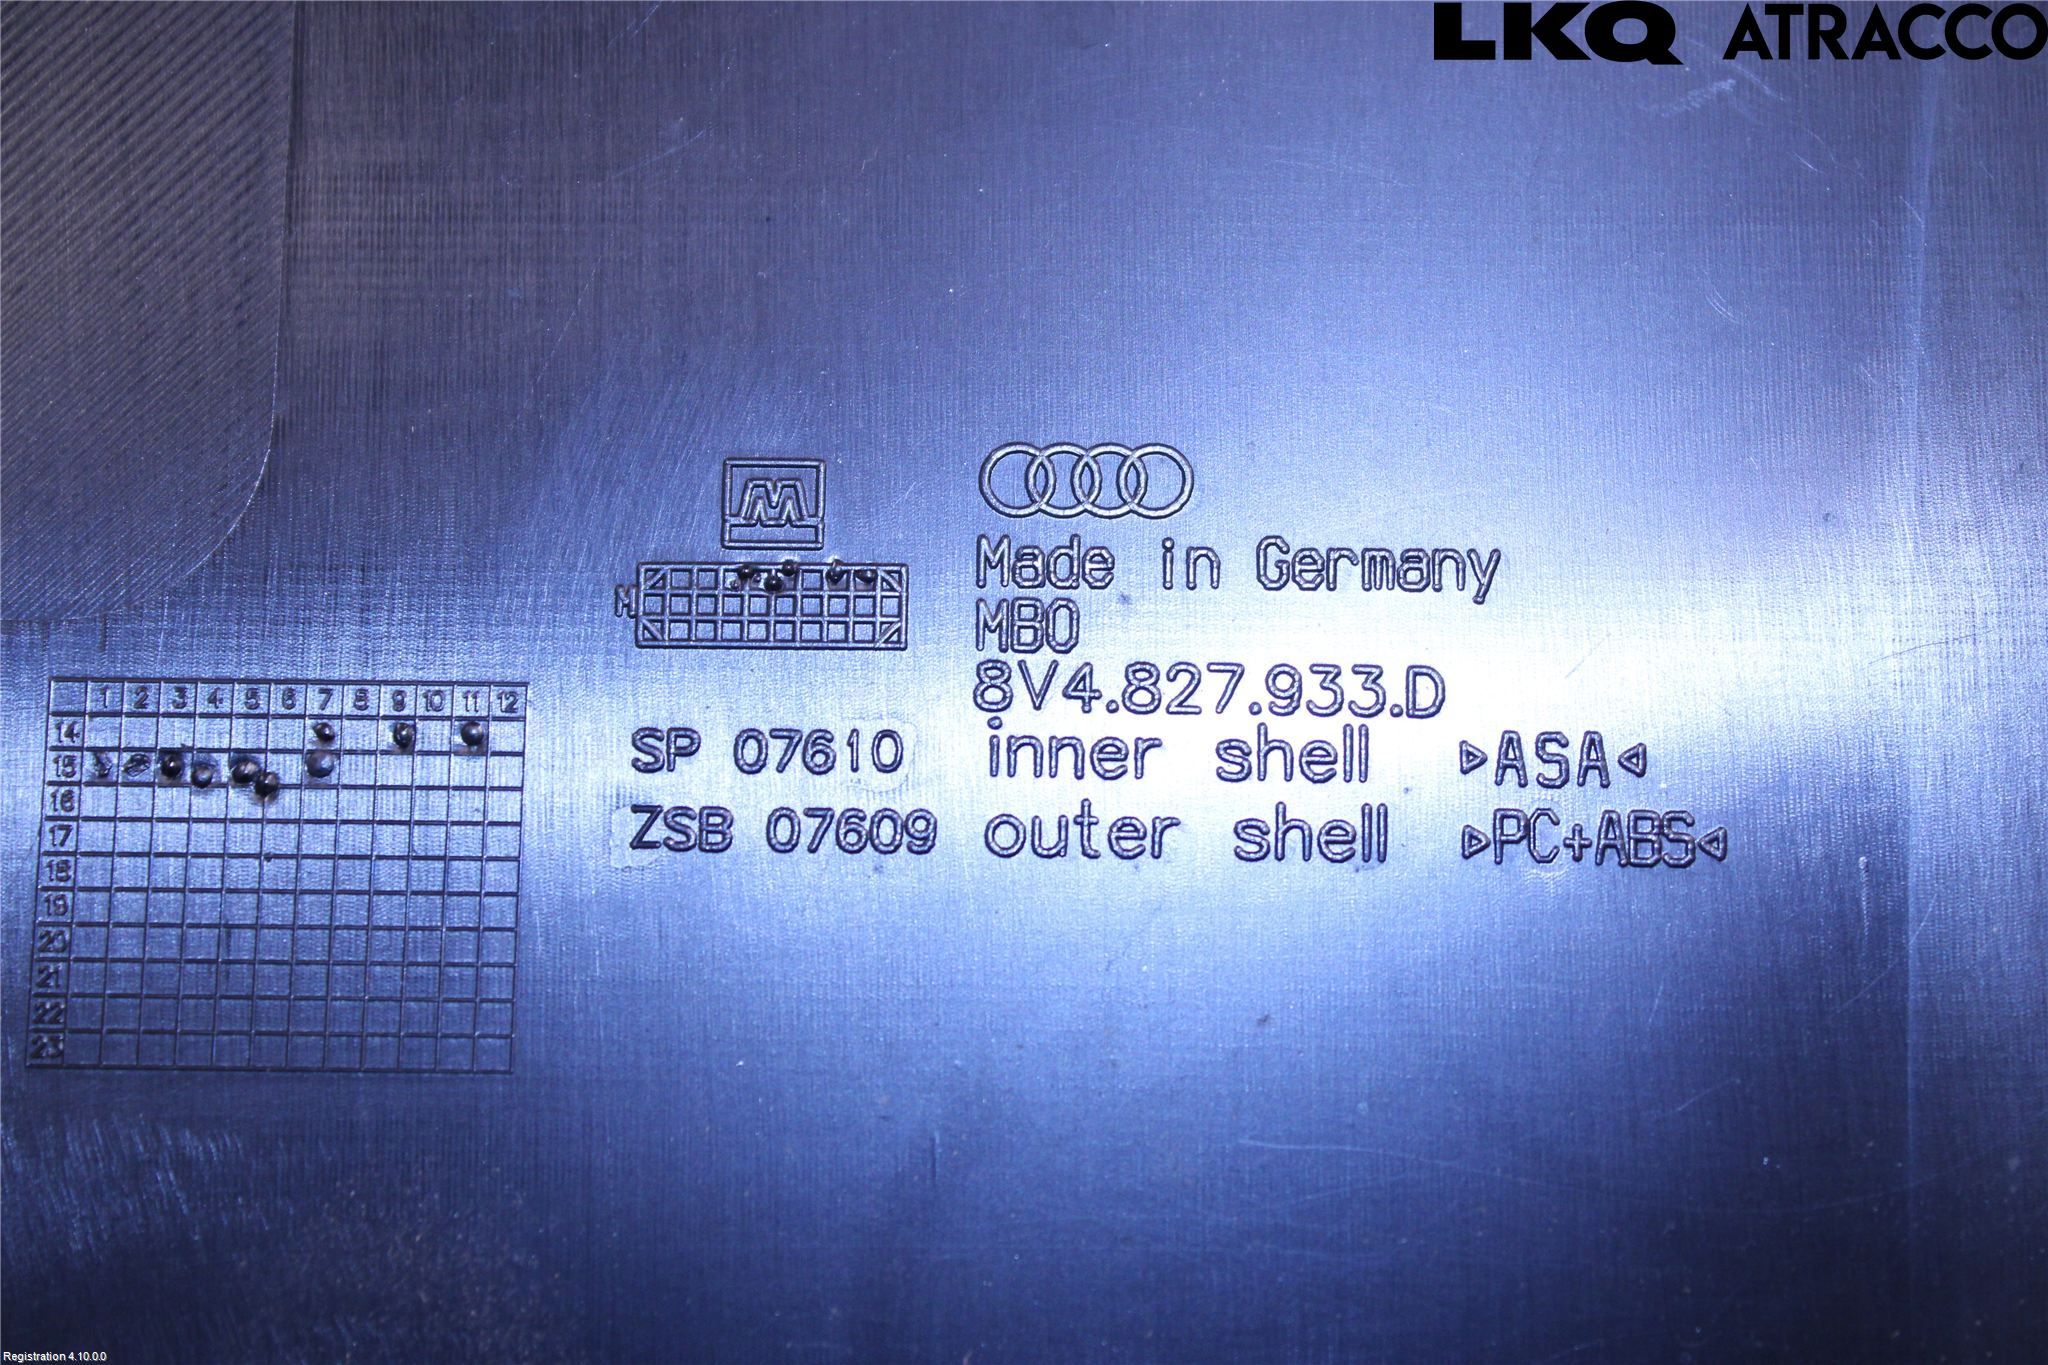 LKQ ATRACCO
Made in Germany
MBO
8V4.827.933.D
SP 07610 inner shell ▷ASA◁
ZSB 07609 outer shell ▷PC+ABS◁
M
1 2 3 4 5 6 7 8 9 10 11 12
14
15
16
17
18
19
20
21
22
23
Registration 4.10.0.0